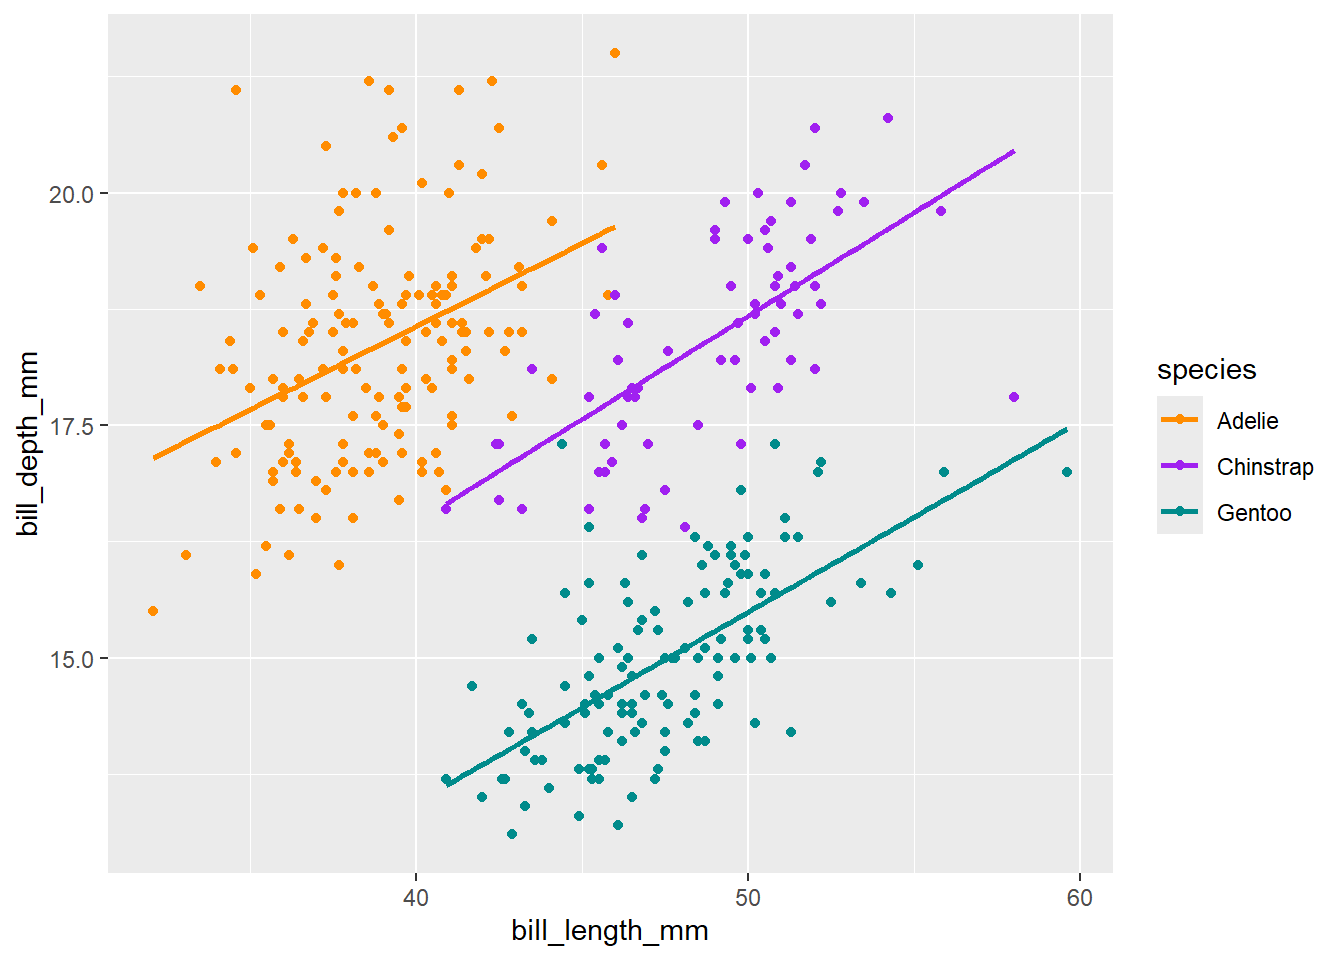 20.0
17.5
15.0
bill_depth_mm
40
50
60
bill_length_mm
species
Adelie
Chinstrap
Gentoo